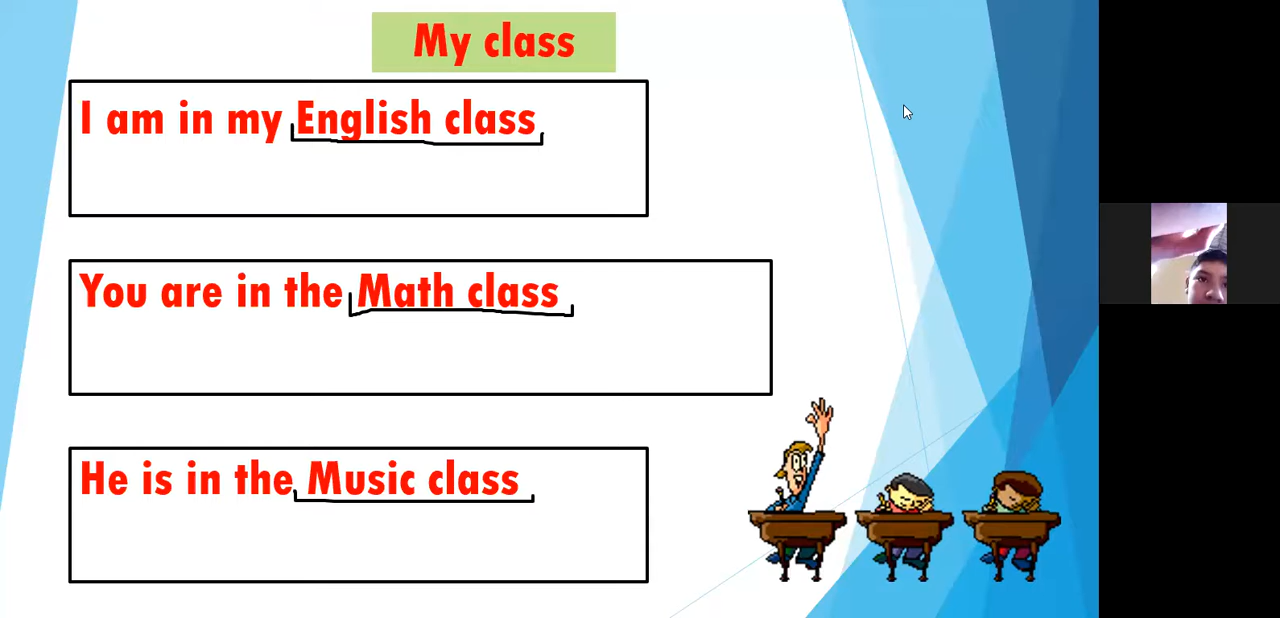 My class
I am in my English class
You are in the Math class
He is in the Music class